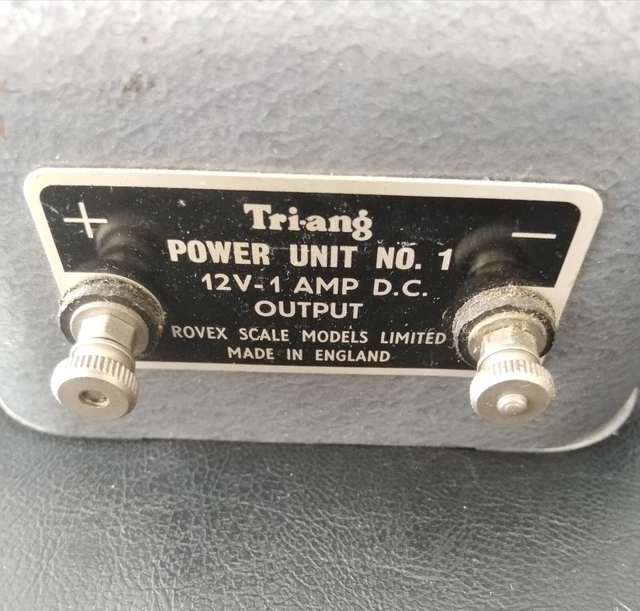 + Tri-ang —
POWER UNIT NO. 1
12V-1 AMP D.C.
OUTPUT
ROVEX SCALE MODELS LIMITED
MADE IN ENGLAND